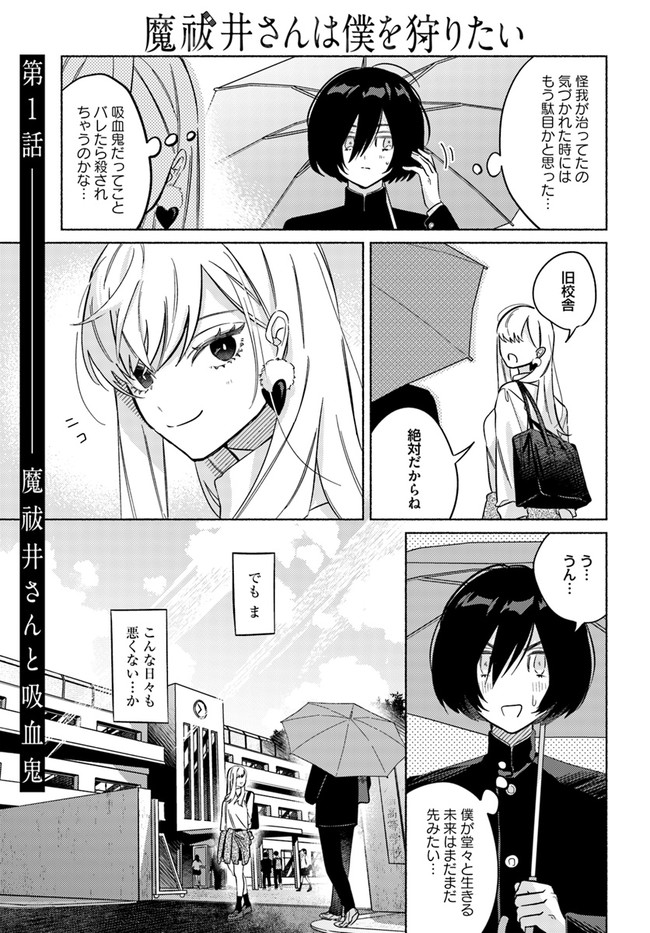 魔祓井さんは僕を狩りたい
第1話
魔祓井さんと吸血鬼
怪我が治ってたの
気づかれた時には
もう駄目かと思った…
吸血鬼だってこと
バレたら殺され
ちゃうのかな…
旧校舎
絶対だからね
ニコ
う…
うん…
僕が堂々と生きる
未来はまだまだ
先みたい…
でも ま
こんな日々も
悪くない…か